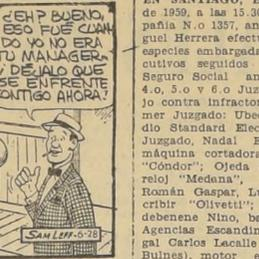 ¿EH? BUENO,
ESO FUÉ CUAN
DO YO NO ERA
TU MANAGER.
¡Y DÉJALO QUE
SE ENFRENTE
CONTIGO AHORA!
SAM LEFF-6-28
EN SANTIAGO, E
de 1959, a las 15.30
pañía N.o 1357, an
guel Herrera efectu
especies embargada
cutivos seguidos
Seguro Social an
4.o, 5.o y 6.o Juz
jo contra infractor
mer Juzgado: Ubed
dio Standard Elec
Juzgado, Nadal E
máquina cortadora
"Cóndor"; Ojeda
reloj "Meduna",
Román Gaspar, Lu
cribir "Olivetti";
debenene Nino, ba
Agencias Escandin
gal Carlos Lacalle
Bulnes), motor e